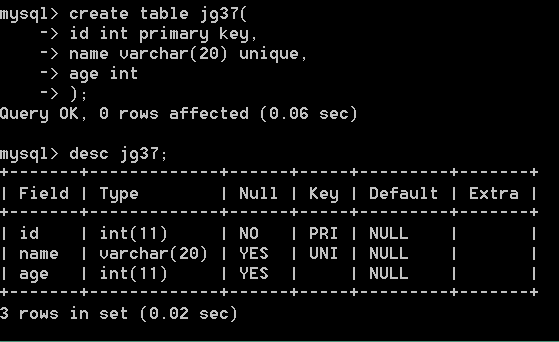 mysql> create table jg37(
    -> id int primary key,
    -> name varchar(20) unique,
    -> age int
    -> );
Query OK, 0 rows affected (0.06 sec)
mysql> desc jg37;
+-------+-------------+------+-----+---------+-------+
| Field | Type        | Null | Key | Default | Extra |
+-------+-------------+------+-----+---------+-------+
| id    | int(11)     | NO   | PRI | NULL    |       |
| name  | varchar(20) | YES  | UNI | NULL    |       |
| age   | int(11)     | YES  |     | NULL    |       |
+-------+-------------+------+-----+---------+-------+
3 rows in set (0.02 sec)